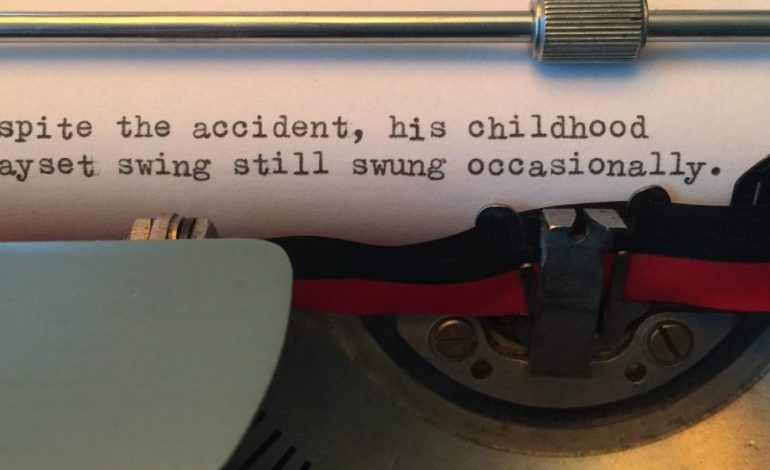 spite the accident, his childhood
ayset swing still swung occasionally.